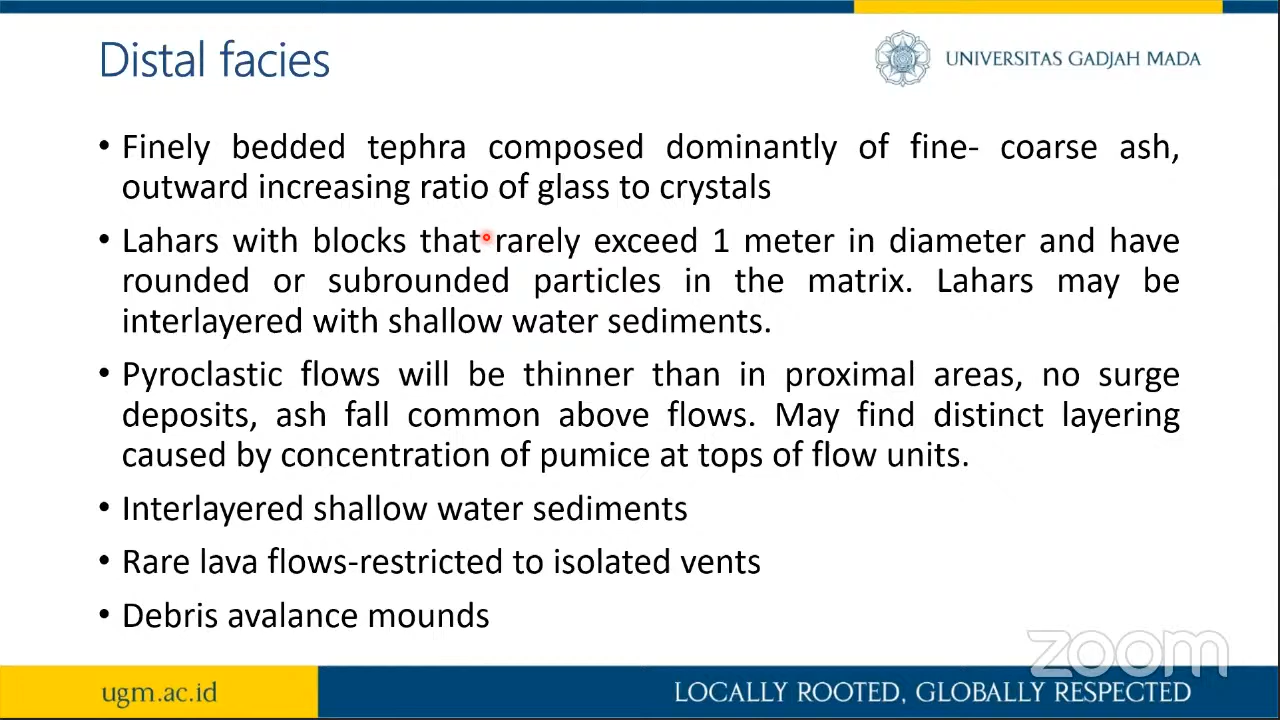 Distal facies
UNIVERSITAS GADJAH MADA
• Finely bedded tephra composed dominantly of fine- coarse ash,
outward increasing ratio of glass to crystals
• Lahars with blocks that rarely exceed 1 meter in diameter and have
rounded or subrounded particles in the matrix. Lahars may be
interlayered with shallow water sediments.
• Pyroclastic flows will be thinner than in proximal areas, no surge
deposits, ash fall common above flows. May find distinct layering
caused by concentration of pumice at tops of flow units.
• Interlayered shallow water sediments
• Rare lava flows-restricted to isolated vents
• Debris avalance mounds
zoom
ugm.ac.id
LOCALLY ROOTED, GLOBALLY RESPECTED